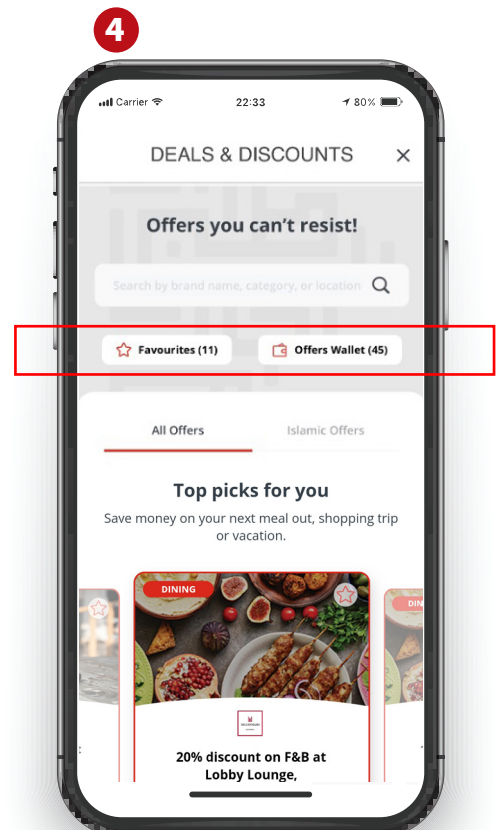 4
Carrier
22:33
80%
DEALS & DISCOUNTS
Offers you can't resist!
Search by brand name, category, or location
Favourites (11)
Offers Wallet (45)
All Offers
Islamic Offers
Top picks for you
Save money on your next meal out, shopping trip
or vacation.
DINING
DIN
20% discount on F&B at
Lobby Lounge,